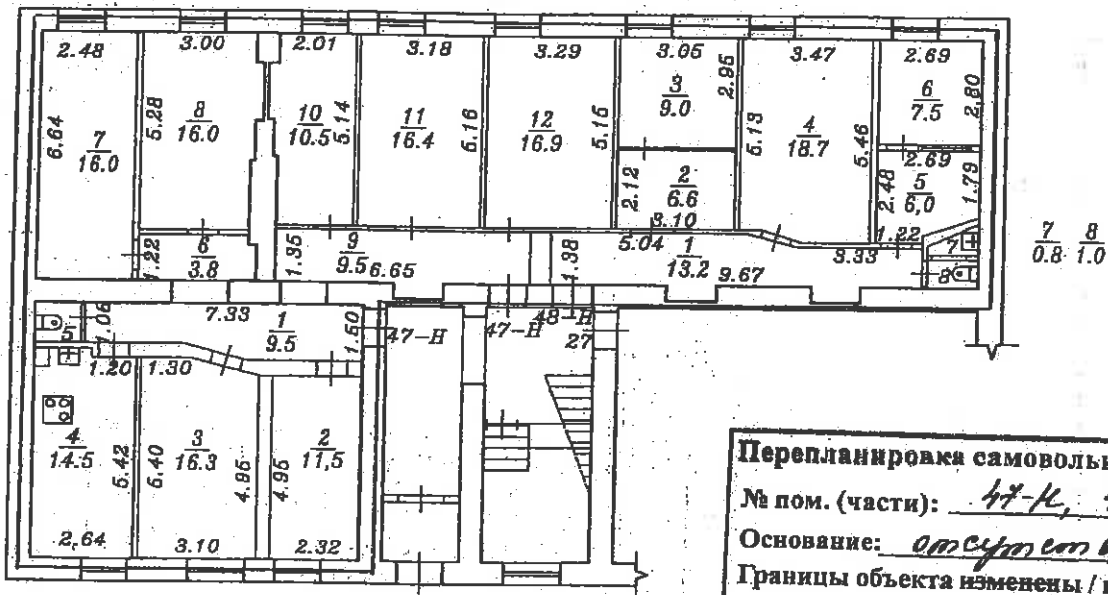 2.48 3.00 2.01 3.18 3.29 3.05 3.47 2.69
6.64 7 16.0
5.28 8 16.0
10 10.5 5.14
11 16.4 5.16
12 16.9 5.15
3 9.0 2.95
5.13 4 18.7 5.46
6 7.5 2.80
2.12 2 6.6 3.10
2.69
2.48 5 6,0 1.79
1.22 6 3.8
1.35 9 9.5 6.65
1.38 5.04 1 13.2 9.67
3.33 1.22
7
8
7 0.8 8 1.0
5 1.06 7.33 1 9.5 1.50
47-Н 47-Н 48-Н 27
1.20 1.30
4 14.5 5.42 2.64
5.40 3 16.3 4.95 3.10
4.95 2 11,5 2.32
Перепланировка самовольн
№ пом. (части): 47-Н,
Основание: отсутств
Границы объекта изменены /